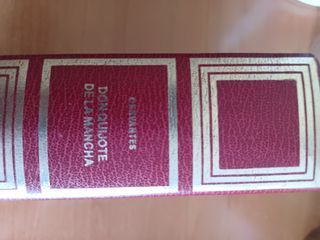 CERVANTES
DON QUIJOTE
DE LA MANCHA